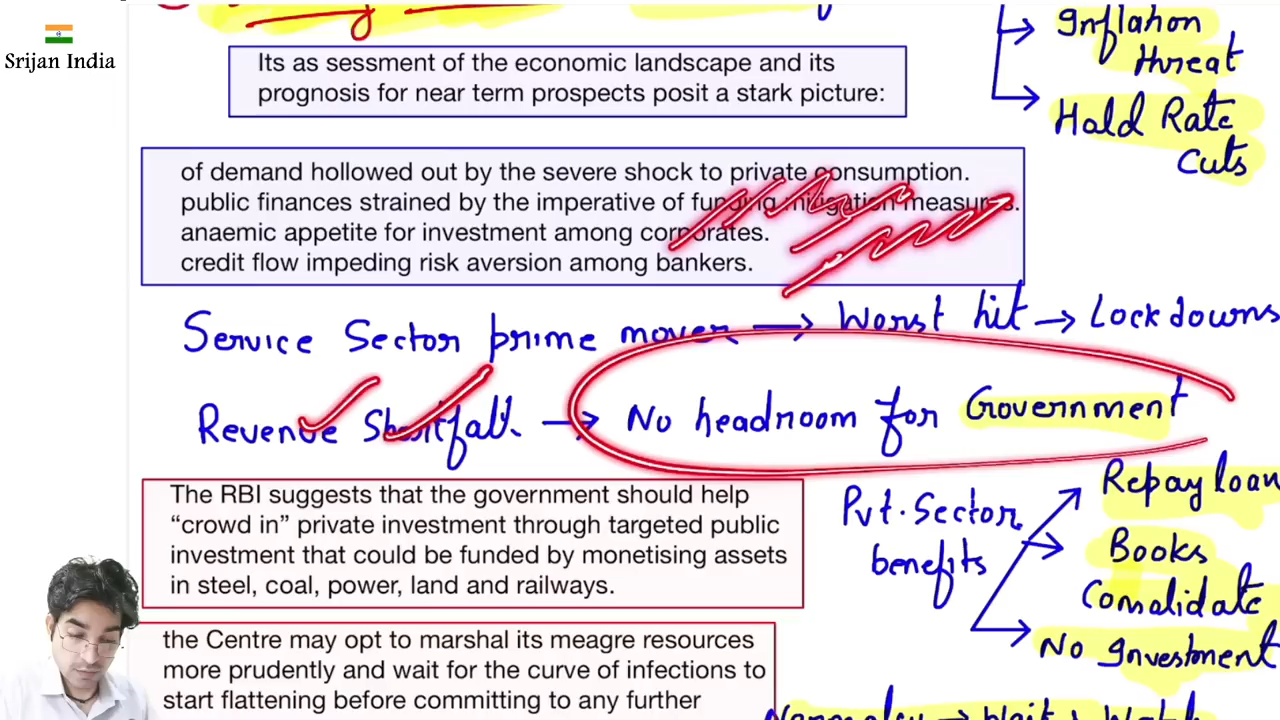 Srijan India
Inflation
Threat
Hold Rate
Cuts
Its as sessment of the economic landscape and its
prognosis for near term prospects posit a stark picture:
of demand hollowed out by the severe shock to private consumption.
public finances strained by the imperative of funding mitigation measures.
anaemic appetite for investment among corporates.
credit flow impeding risk aversion among bankers.
Service Sector prime mover → Worst hit → Lockdowns
Revenue Shortfall → No headroom for Government
The RBI suggests that the government should help
“crowd in” private investment through targeted public
investment that could be funded by monetising assets
in steel, coal, power, land and railways.
Pvt. Sector
benefits
Repay loan
Books
Consolidate
No Investment
the Centre may opt to marshal its meagre resources
more prudently and wait for the curve of infections to
start flattening before committing to any further